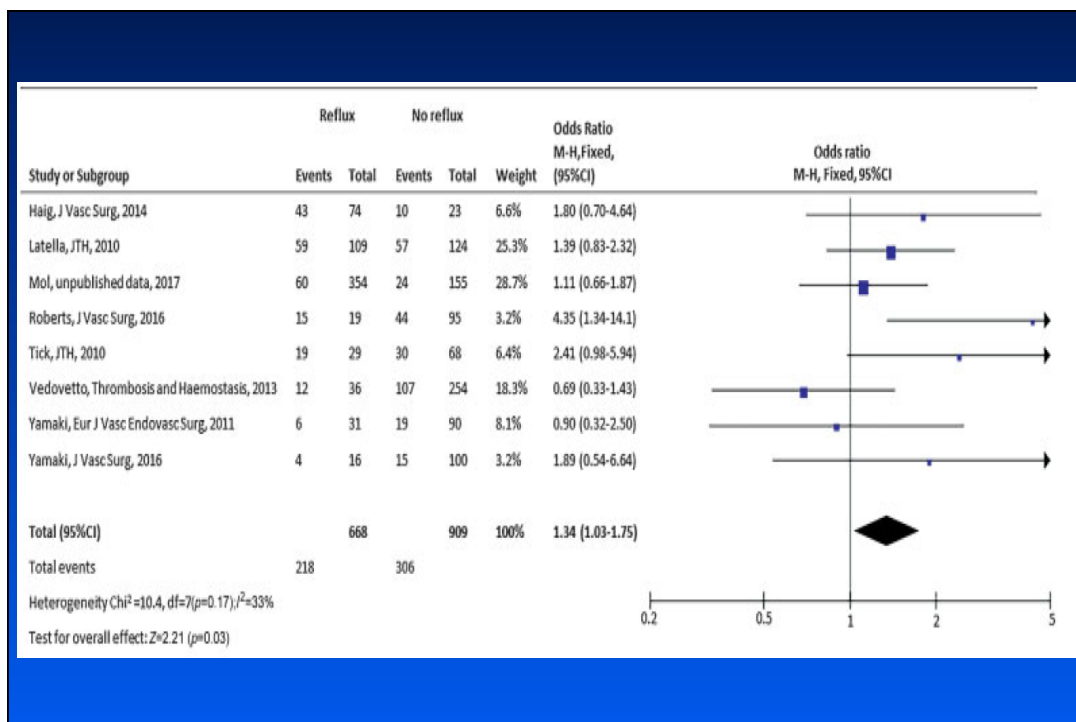 Reflux No reflux
Odds Ratio
M-H,Fixed, Odds ratio
Study or Subgroup Events Total Events Total Weight (95%CI) M-H, Fixed, 95%CI
Haig, J Vasc Surg, 2014 43 74 10 23 6.6% 1.80 (0.70-4.64)
Latella, JTH, 2010 59 109 57 124 25.3% 1.39 (0.83-2.32)
Mol, unpublished data, 2017 60 354 24 155 28.7% 1.11 (0.66-1.87)
Roberts, J Vasc Surg, 2016 15 19 44 95 3.2% 4.35 (1.34-14.1)
Tick, JTH, 2010 19 29 30 68 6.4% 2.41 (0.98-5.94)
Vedovetto, Thrombosis and Haemostasis, 2013 12 36 107 254 18.3% 0.69 (0.33-1.43)
Yamaki, Eur J Vasc Endovasc Surg, 2011 6 31 19 90 8.1% 0.90 (0.32-2.50)
Yamaki, J Vasc Surg, 2016 4 16 15 100 3.2% 1.89 (0.54-6.64)
Total (95%CI) 668 909 100% 1.34 (1.03-1.75)
Total events 218 306
Heterogeneity Chi²=10.4, df=7(p=0.17);I²=33%
0.2 0.5 1 2 5
Test for overall effect: Z=2.21 (p=0.03)